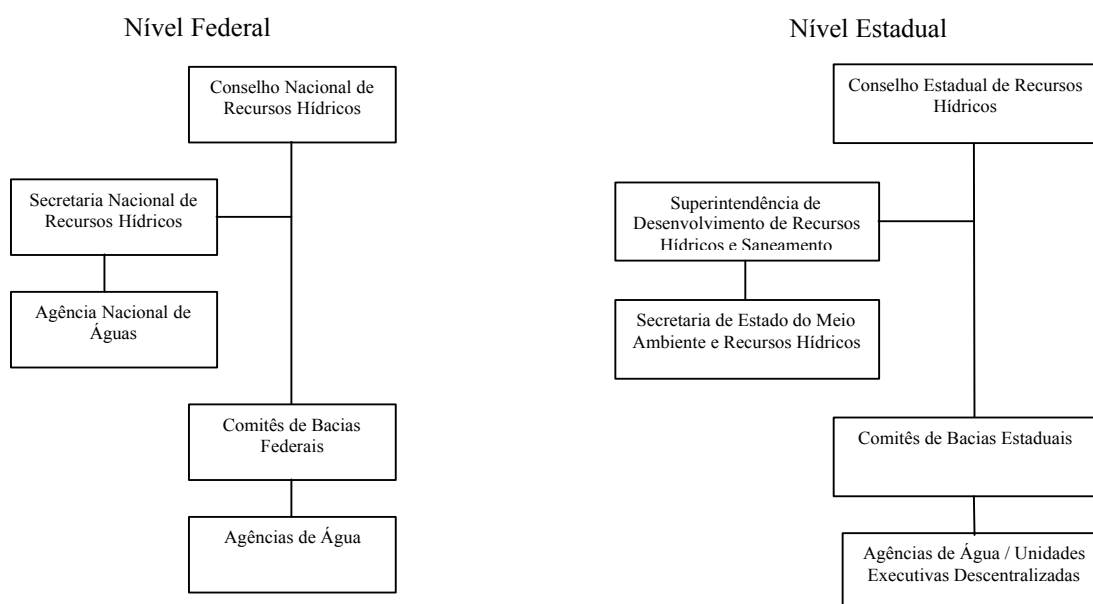 Nível Federal
Conselho Nacional de
Recursos Hídricos
Secretaria Nacional de
Recursos Hídricos
Agência Nacional de
Águas
Comitês de Bacias
Federais
Agências de Água
Nível Estadual
Conselho Estadual de Recursos
Hídricos
Superintendência de
Desenvolvimento de Recursos
Hídricos e Saneamento
Secretaria de Estado do Meio
Ambiente e Recursos Hídricos
Comitês de Bacias Estaduais
Agências de Água / Unidades
Executivas Descentralizadas